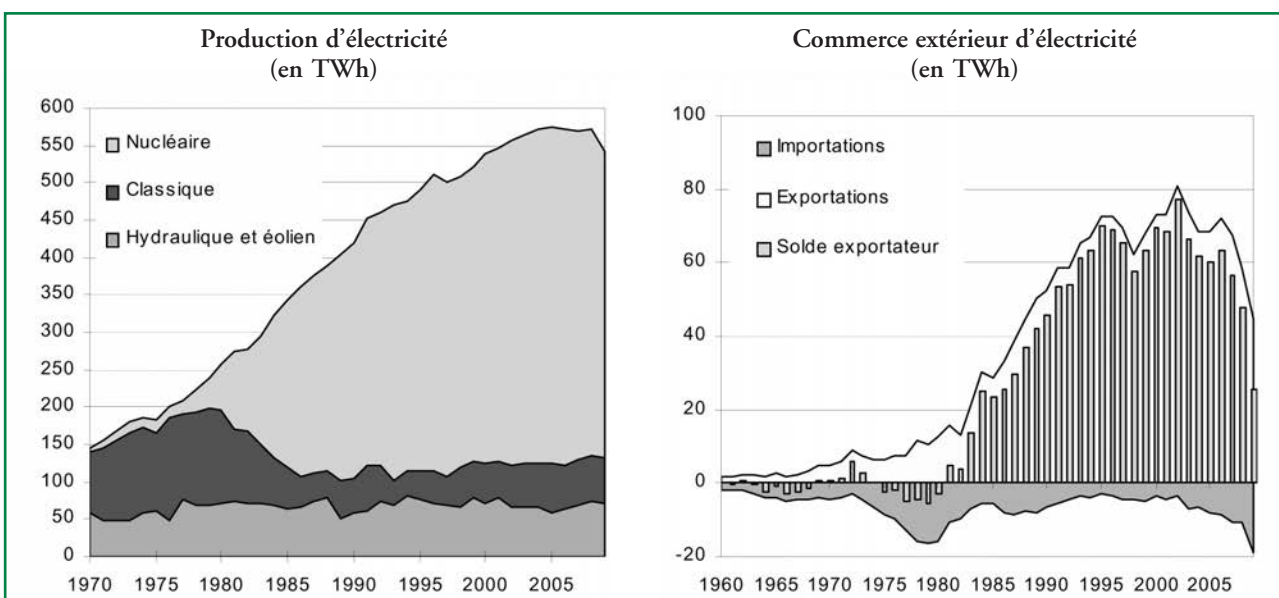 Production d'électricité
(en TWh)
600
550
500
450
400
350
300
250
200
150
100
50
0
Nucléaire
Classique
Hydraulique et éolien
1970 1975 1980 1985 1990 1995 2000 2005
Commerce extérieur d'électricité
(en TWh)
100
80
60
40
20
0
-20
Importations
Exportations
Solde exportateur
1960 1965 1970 1975 1980 1985 1990 1995 2000 2005